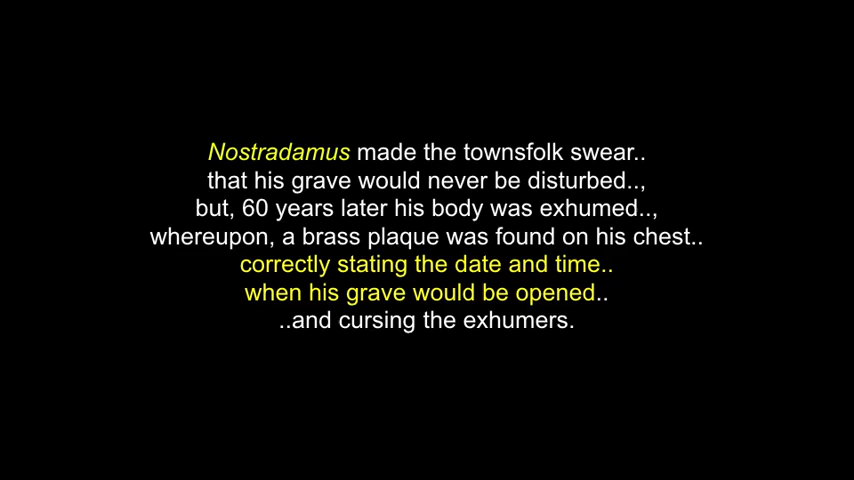 Nostradamus made the townsfolk swear..
that his grave would never be disturbed..,
but, 60 years later his body was exhumed..,
whereupon, a brass plaque was found on his chest..
correctly stating the date and time..
when his grave would be opened..
..and cursing the exhumers.